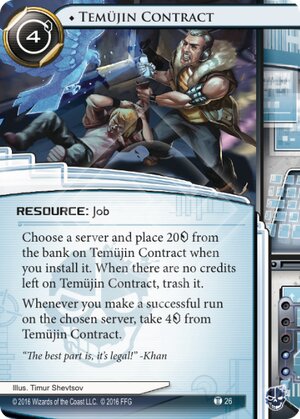 Temüjin Contract
4
RESOURCE: Job
Choose a server and place 20 from
the bank on Temüjin Contract when
you install it. When there are no credits
left on Temüjin Contract, trash it.
Whenever you make a successful run
on the chosen server, take 4 from
Temüjin Contract.
“The best part is, it’s legal!” -Khan
Illus. Timur Shevtsov
© 2016 Wizards of the Coast LLC. © 2016 FFG
26